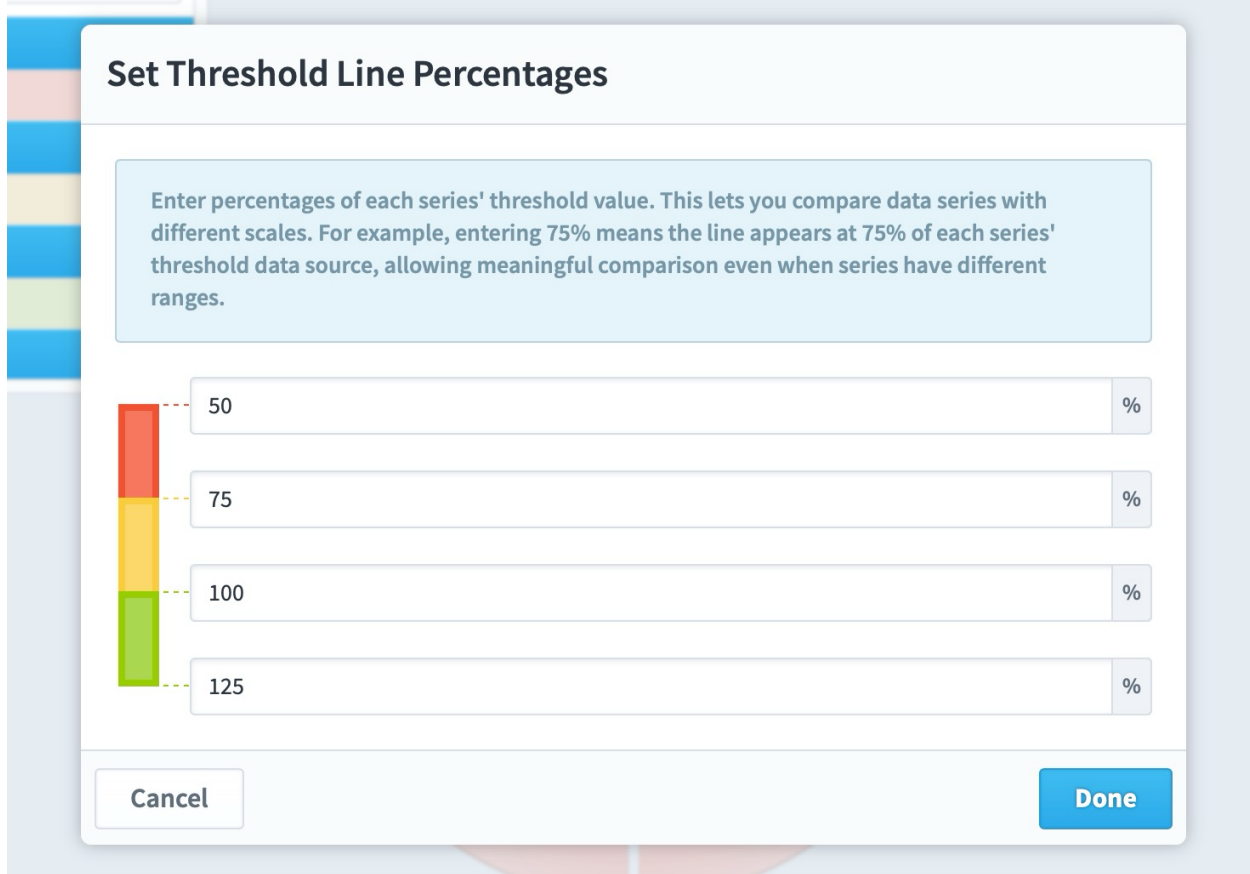 Set Threshold Line Percentages
Enter percentages of each series' threshold value. This lets you compare data series with
different scales. For example, entering 75% means the line appears at 75% of each series'
threshold data source, allowing meaningful comparison even when series have different
ranges.
50 %
75 %
100 %
125 %
Cancel Done